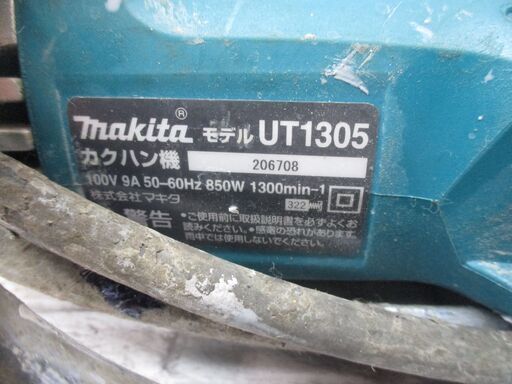 makita® モデル UT1305
カクハン機 206708
100V 9A 50-60Hz 850W 1300min-1
株式会社マキタ 322
警告 ・ご使用前に取扱説明書を必ずよく
お読みください。・感電の恐れがあります。
雨中では使用しないでください。